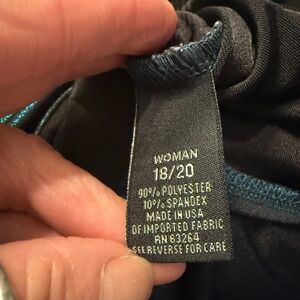 WOMAN
18/20
90% POLYESTER
10% SPANDEX
MADE IN USA
OF IMPORTED FABRIC
RN 63264
SEE REVERSE FOR CARE